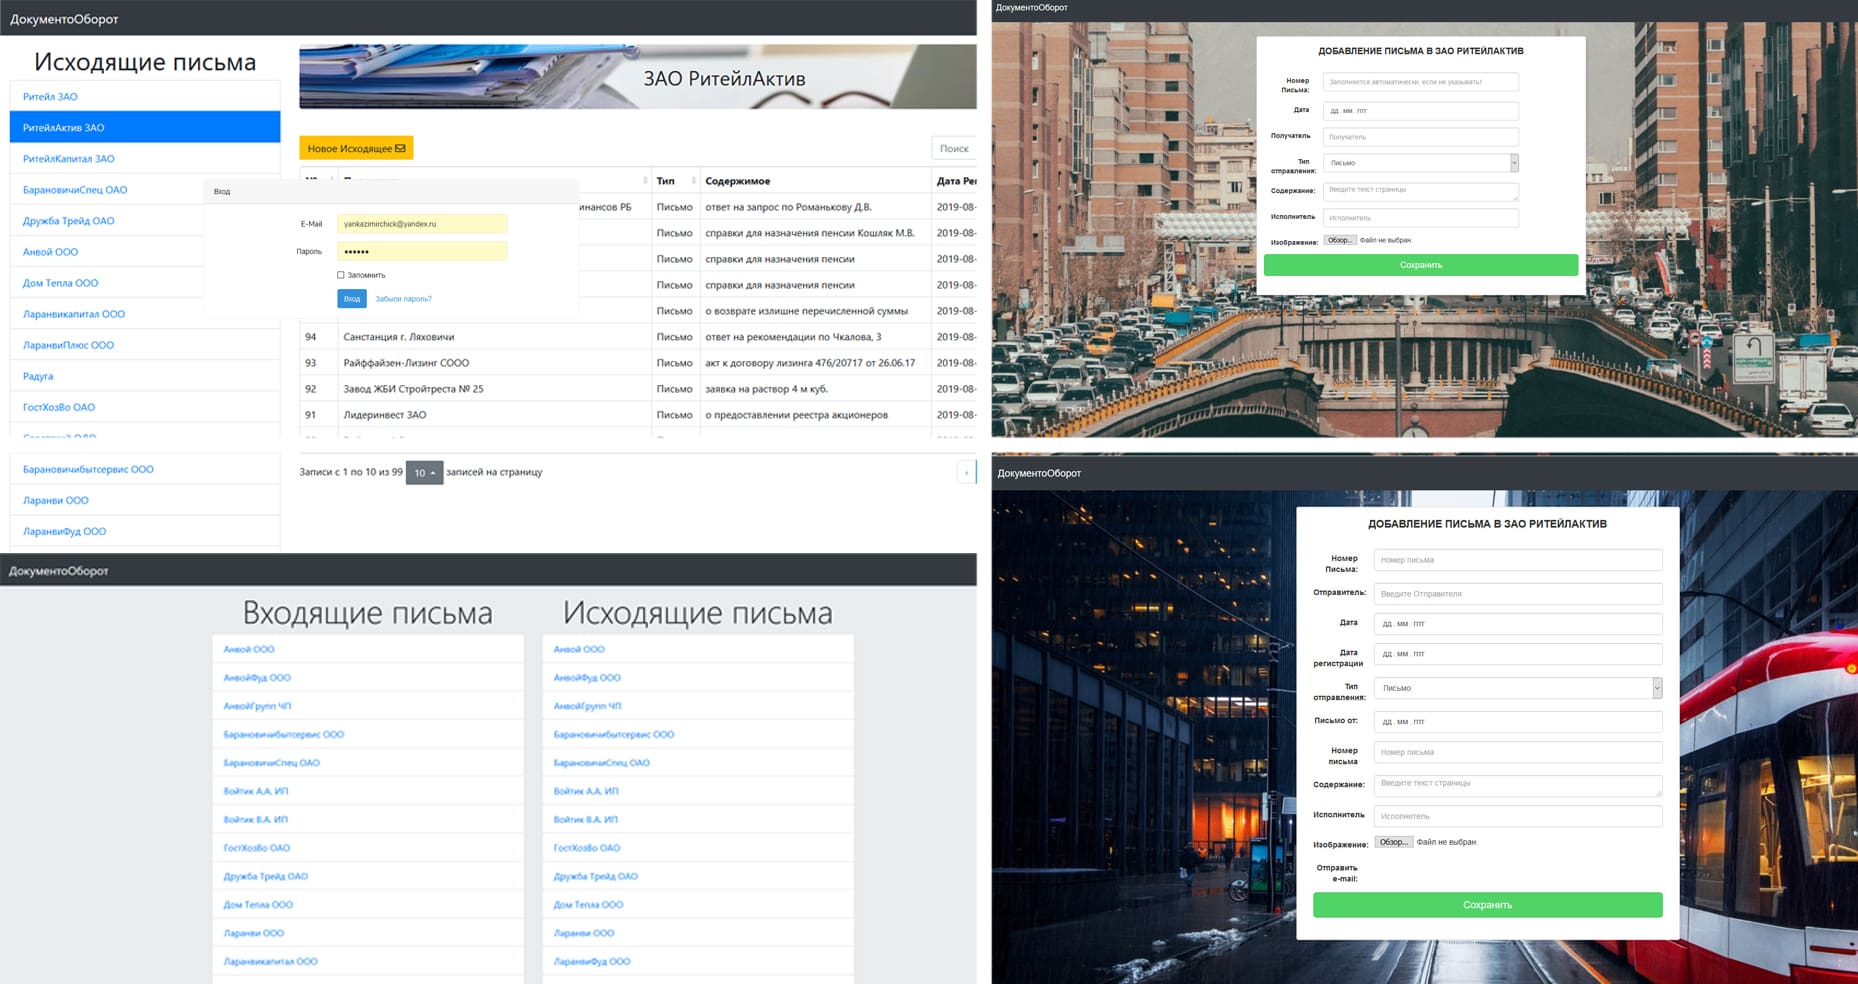 ДокументоОборот
Исходящие письма
Ритейл ЗАО
РитейлАктив ЗАО
РитейлКапитал ЗАО
БарановичиСпец ОАО
Дружба Трейд ОАО
Анвой ООО
Дом Тепла ООО
Ларанвикапитал ООО
ЛаранвиПлюс ООО
Радуга
ГостХозВо ОАО
Барановичибытсервис ООО
Ларанви ООО
ЛаранвиФуд ООО
ЗАО РитейлАктив
Новое Исходящее
Поиск
Тип Содержимое Дата Рег
инансов РБ Письмо ответ на запрос по Романькову Д.В. 2019-08-
Письмо справки для назначения пенсии Кошляк М.В. 2019-08-
Письмо справки для назначения пенсии 2019-08-
Письмо справки для назначения пенсии 2019-08-
Письмо о возврате излишне перечисленной суммы 2019-08-
94 Санстанция г. Ляховичи Письмо ответ на рекомендации по Чкалова, 3 2019-08-
93 Райффайзен-Лизинг СООО Письмо акт к договору лизинга 476/20717 от 26.06.17 2019-08-
92 Завод ЖБИ Стройтреста № 25 Письмо заявка на раствор 4 м куб. 2019-08-
91 Лидеринвест ЗАО Письмо о предоставлении реестра акционеров 2019-08-
Записи с 1 по 10 из 99 10 записей на страницу
Вход
E-Mail yankazimirchick@yandex.ru
Пароль ••••••
Запомнить
Вход Забыли пароль?
ДокументоОборот
Входящие письма
Анвой ООО
АнвойФуд ООО
АнвойГрупп ЧП
Барановичибытсервис ООО
БарановичиСпец ОАО
Войтик А.А. ИП
Войтик В.А. ИП
ГостХозВо ОАО
Дружба Трейд ОАО
Дом Тепла ООО
Ларанви ООО
Ларанвикапитал ООО
Исходящие письма
Анвой ООО
АнвойФуд ООО
АнвойГрупп ЧП
Барановичибытсервис ООО
БарановичиСпец ОАО
Войтик А.А. ИП
Войтик В.А. ИП
ГостХозВо ОАО
Дружба Трейд ОАО
Дом Тепла ООО
Ларанви ООО
ЛаранвиФуд ООО
ДокументоОборот
ДОБАВЛЕНИЕ ПИСЬМА В ЗАО РИТЕЙЛАКТИВ
Номер
Письма: Заполняется автоматически, если не указывать!
Дата дд . мм . гггг
Получатель Получатель
Тип
отправления: Письмо
Содержание: Введите текст страницы
Исполнитель Исполнитель
Изображение: Обзор... Файл не выбран.
Сохранить
ДокументоОборот
ДОБАВЛЕНИЕ ПИСЬМА В ЗАО РИТЕЙЛАКТИВ
Номер
Письма: Номер письма
Отправитель: Введите Отправителя
Дата дд . мм . гггг
Дата
регистрации дд . мм . гггг
Тип
отправления: Письмо
Письмо от: дд . мм . гггг
Номер
письма Номер письма
Содержание: Введите текст страницы
Исполнитель Исполнитель
Изображение: Обзор... Файл не выбран.
Отправить
e-mail:
Сохранить